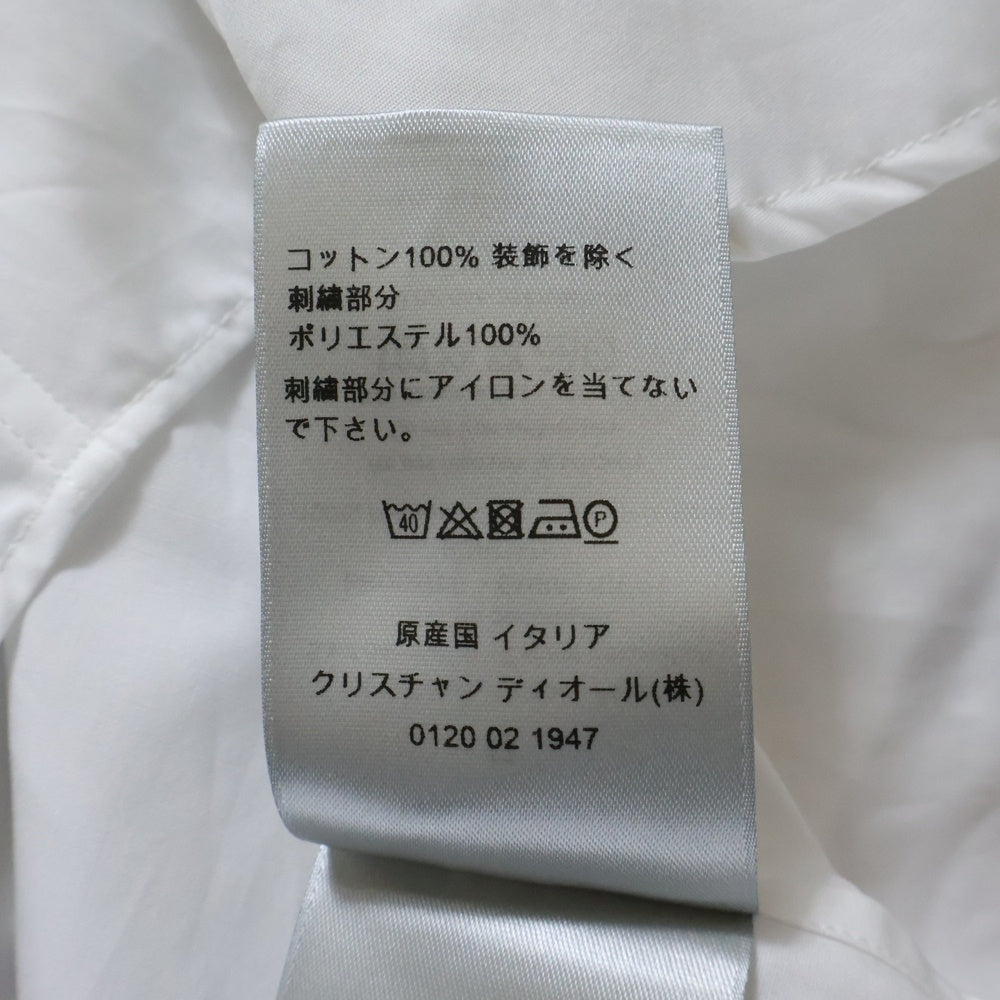 コットン100% 装飾を除く
刺繍部分
ポリエステル100%
刺繍部分にアイロンを当てない
で下さい。
40 P
原産国 イタリア
クリスチャン ディオール(株)
0120 02 1947